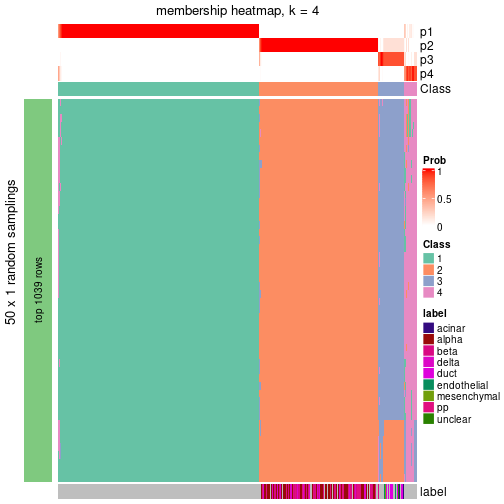 membership heatmap, k = 4
p1
p2
p3
p4
Class
50 x 1 random samplings
top 1039 rows
Prob
1
0.5
0
Class
1
2
3
4
label
acinar
alpha
beta
delta
duct
endothelial
mesenchymal
pp
unclear
label